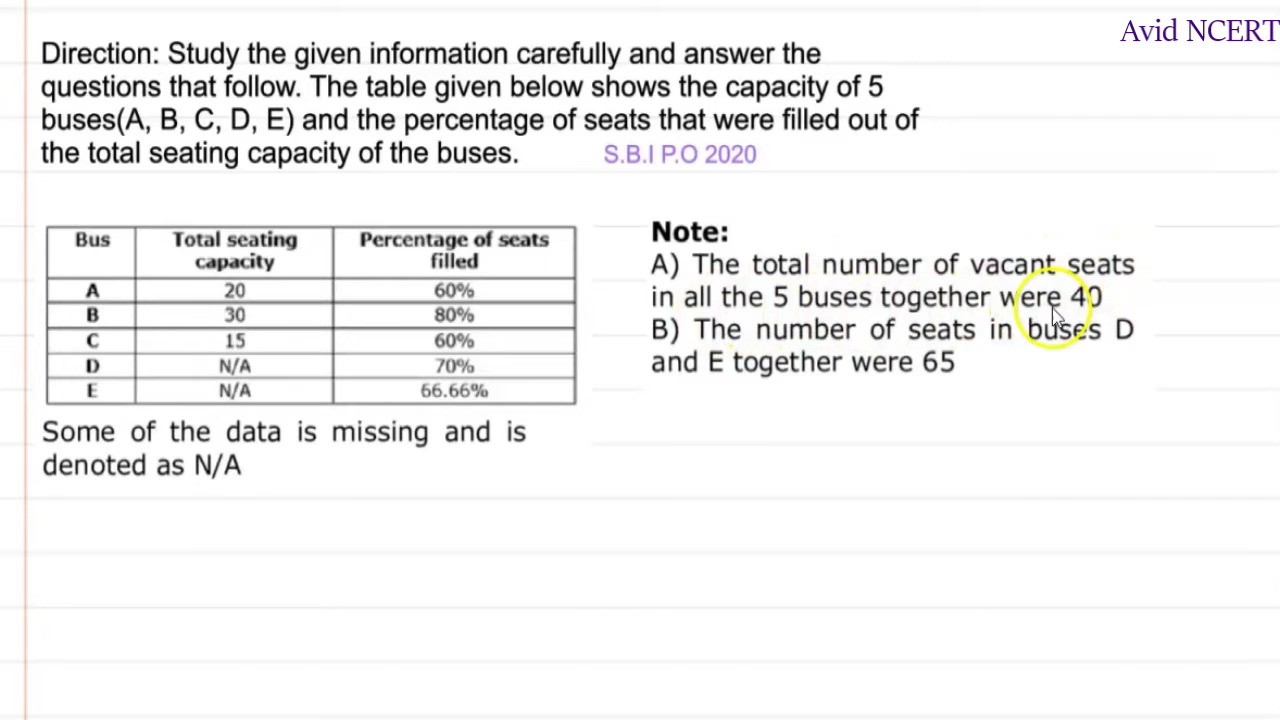 Avid NCERT
Direction: Study the given information carefully and answer the
questions that follow. The table given below shows the capacity of 5
buses(A, B, C, D, E) and the percentage of seats that were filled out of
the total seating capacity of the buses. S.B.I P.O 2020
Bus Total seating capacity Percentage of seats filled
A 20 60%
B 30 80%
C 15 60%
D N/A 70%
E N/A 66.66%
Some of the data is missing and is
denoted as N/A
Note:
A) The total number of vacant seats
in all the 5 buses together were 40
B) The number of seats in buses D
and E together were 65